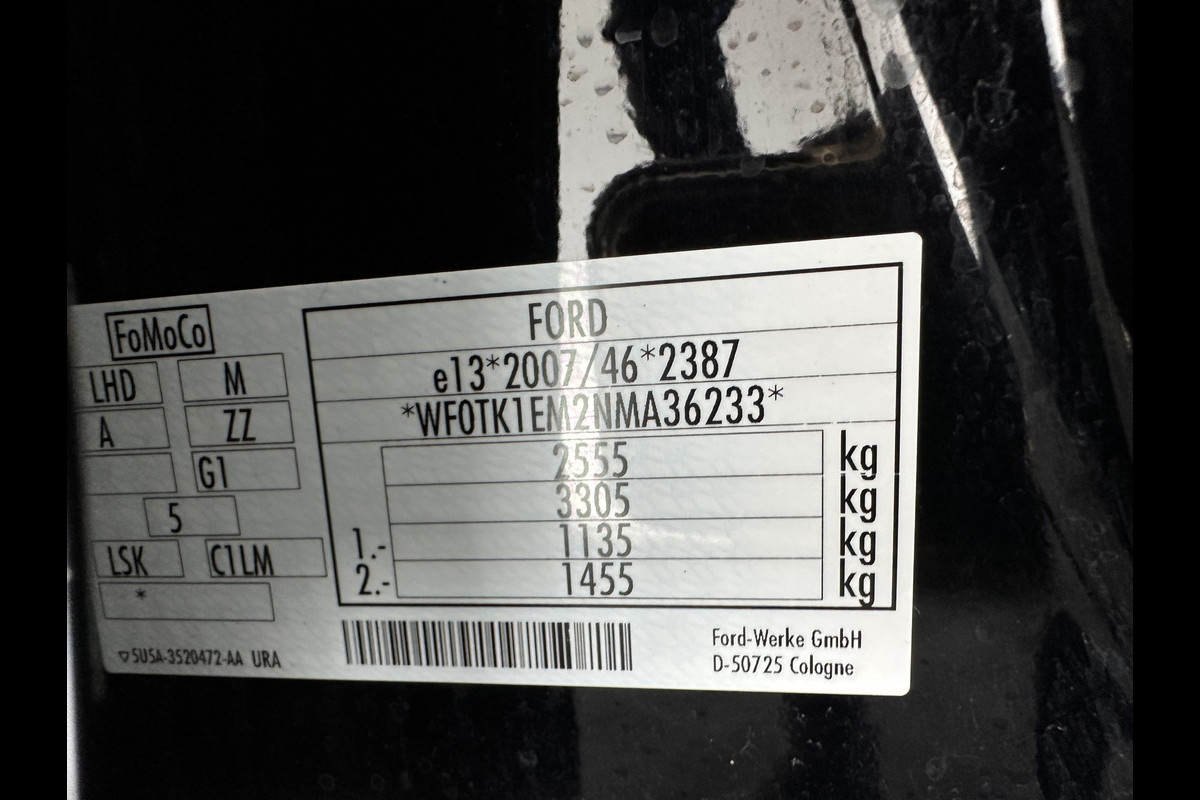 FoMoCo
LHD M
A ZZ
G1
5
LSK C1LM
*
5U5A-3520472-AA URA
FORD
e13*2007/46*2387
*WF0TK1EM2NMA36233*
2555 kg
3305 kg
1.- 1135 kg
2.- 1455 kg
Ford-Werke GmbH
D-50725 Cologne